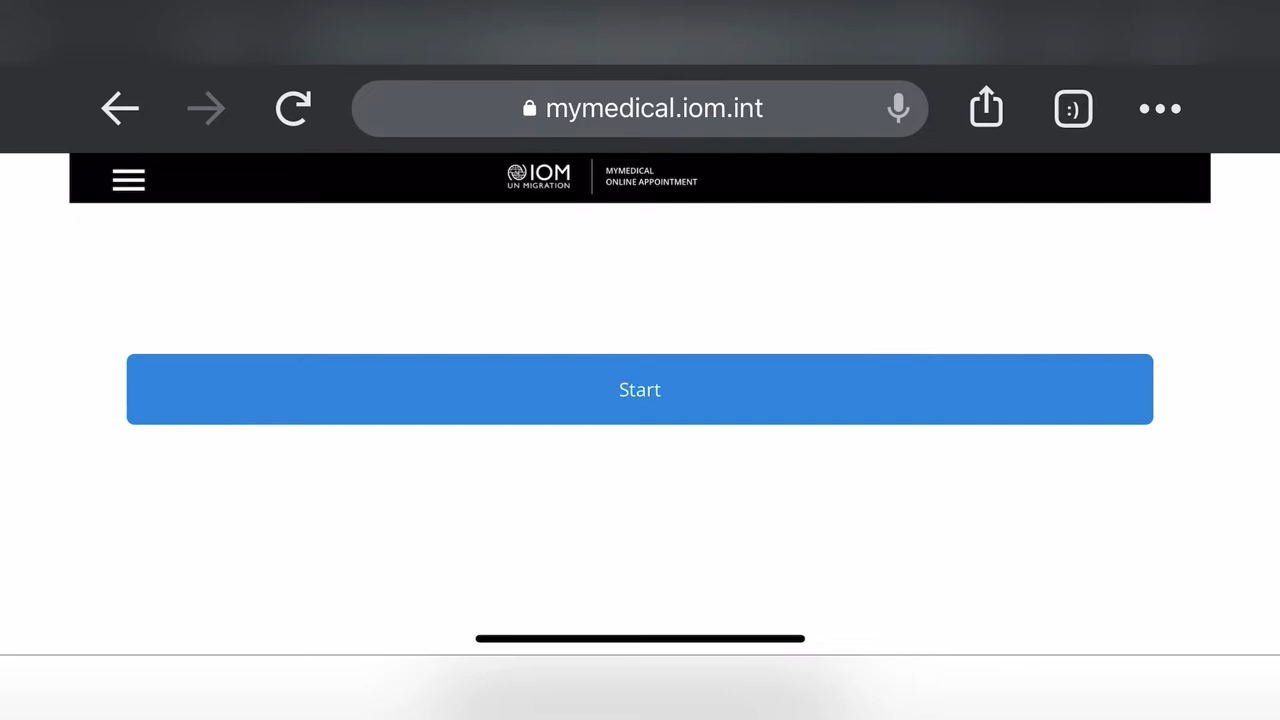 mymedical.iom.int
:)
IOM
UN MIGRATION
MYMEDICAL
ONLINE APPOINTMENT
Start